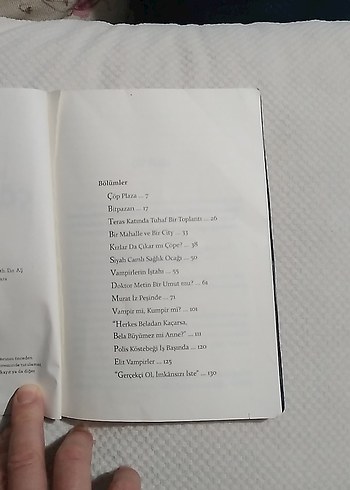 Bölümler
Çöp Plaza ... 7
Bitpazarı ... 17
Teras Katında Tuhaf Bir Toplantı ... 26
Bir Mahalle ve Bir City ... 33
Kızlar Da Çıkar mı Çöpe? ... 38
Siyah Camlı Sağlık Ocağı ... 50
Vampirlerin İştahı ... 55
Doktor Metin Bir Umut mu? ... 62
Murat İz Peşinde ... 71
Vampir mi, Kumpir mi? ... 101
"Herkes Beladan Kaçarsa,
Bela Büyümez mi Anne?" ... 111
Polis Köstebeği İş Başında ... 120
Elit Vampirler ... 125
"Gerçekçi Ol, İmkânsızı İste" ... 130